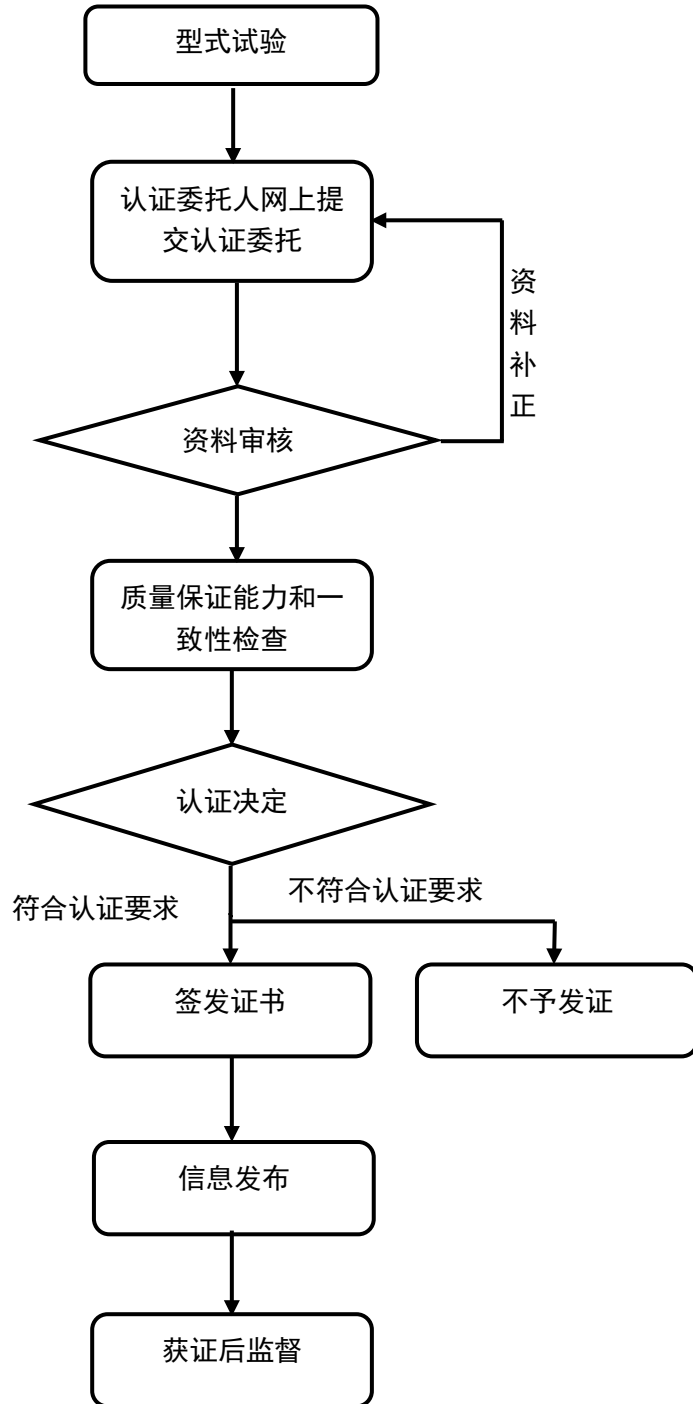 型式试验
认证委托人网上提
交认证委托
资
料
补
正
资料审核
质量保证能力和一
致性检查
认证决定
符合认证要求
不符合认证要求
签发证书
不予发证
信息发布
获证后监督